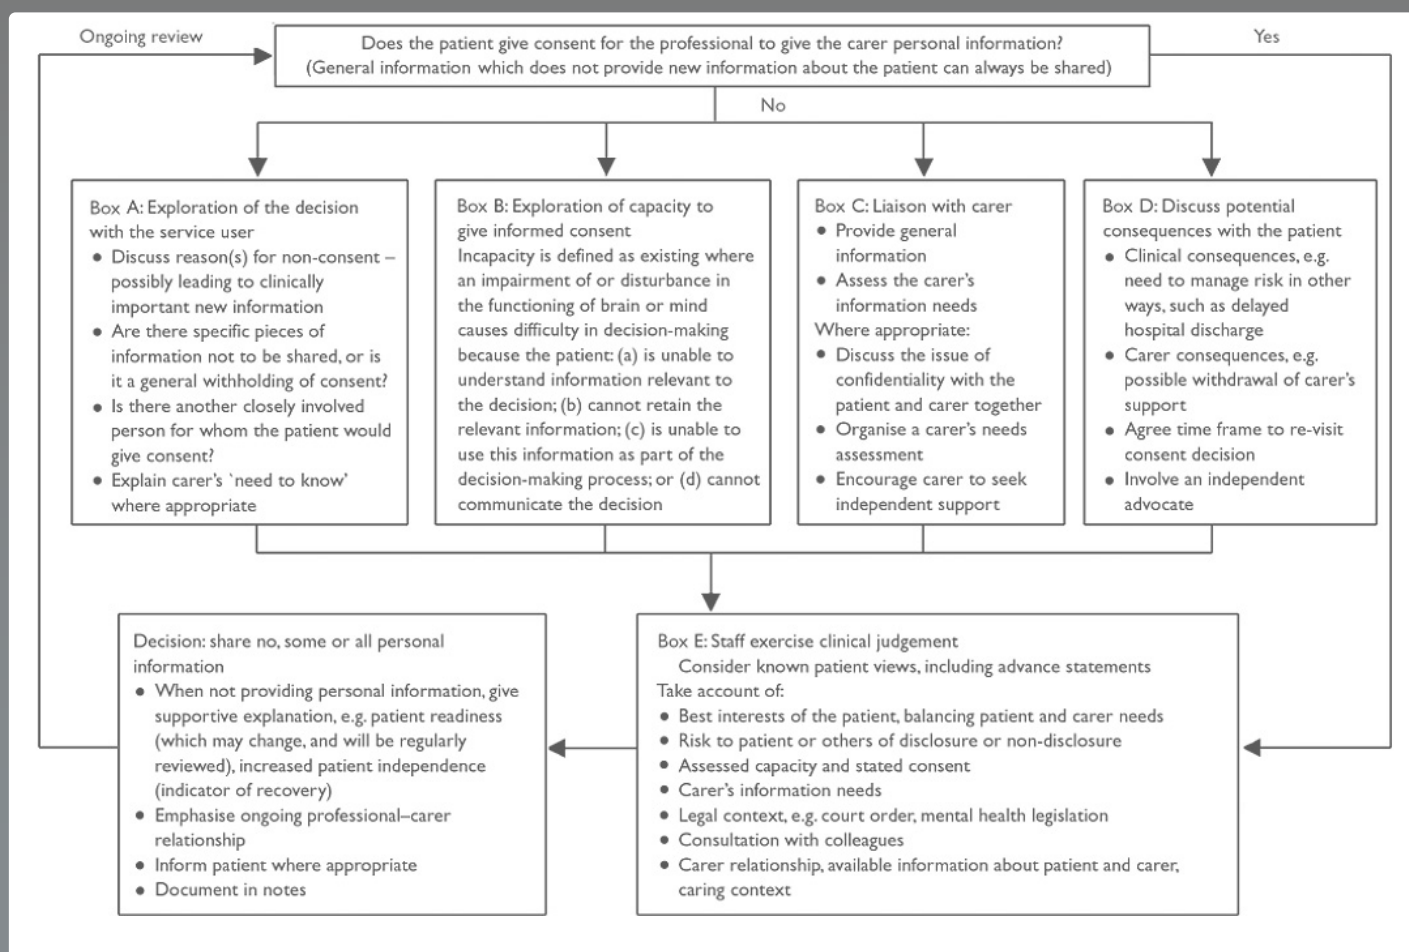 Ongoing review
Does the patient give consent for the professional to give the carer personal information?
(General information which does not provide new information about the patient can always be shared)
Yes
No
Box A: Exploration of the decision
with the service user
• Discuss reason(s) for non-consent –
possibly leading to clinically
important new information
• Are there specific pieces of
information not to be shared, or is
it a general withholding of consent?
• Is there another closely involved
person for whom the patient would
give consent?
• Explain carer's `need to know'
where appropriate
Box B: Exploration of capacity to
give informed consent
Incapacity is defined as existing where
an impairment of or disturbance in
the functioning of brain or mind
causes difficulty in decision-making
because the patient: (a) is unable to
understand information relevant to
the decision; (b) cannot retain the
relevant information; (c) is unable to
use this information as part of the
decision-making process; or (d) cannot
communicate the decision
Box C: Liaison with carer
• Provide general
information
• Assess the carer's
information needs
Where appropriate:
• Discuss the issue of
confidentiality with the
patient and carer together
• Organise a carer's needs
assessment
• Encourage carer to seek
independent support
Box D: Discuss potential
consequences with the patient
• Clinical consequences, e.g.
need to manage risk in other
ways, such as delayed
hospital discharge
• Carer consequences, e.g.
possible withdrawal of carer's
support
• Agree time frame to re-visit
consent decision
• Involve an independent
advocate
Decision: share no, some or all personal
information
• When not providing personal information, give
supportive explanation, e.g. patient readiness
(which may change, and will be regularly
reviewed), increased patient independence
(indicator of recovery)
• Emphasise ongoing professional–carer
relationship
• Inform patient where appropriate
• Document in notes
Box E: Staff exercise clinical judgement
Consider known patient views, including advance statements
Take account of:
• Best interests of the patient, balancing patient and carer needs
• Risk to patient or others of disclosure or non-disclosure
• Assessed capacity and stated consent
• Carer's information needs
• Legal context, e.g. court order, mental health legislation
• Consultation with colleagues
• Carer relationship, available information about patient and carer,
caring context